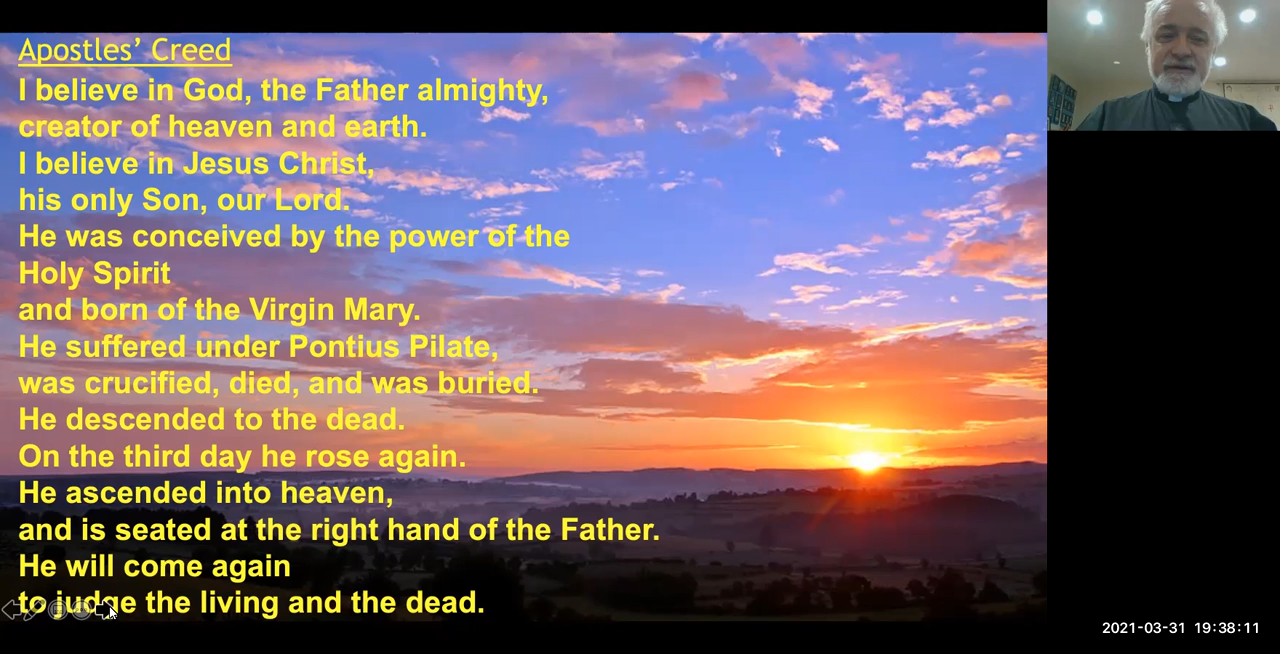 Apostles’ Creed
I believe in God, the Father almighty,
creator of heaven and earth.
I believe in Jesus Christ,
his only Son, our Lord.
He was conceived by the power of the
Holy Spirit
and born of the Virgin Mary.
He suffered under Pontius Pilate,
was crucified, died, and was buried.
He descended to the dead.
On the third day he rose again.
He ascended into heaven,
and is seated at the right hand of the Father.
He will come again
to judge the living and the dead.
2021-03-31 19:38:11